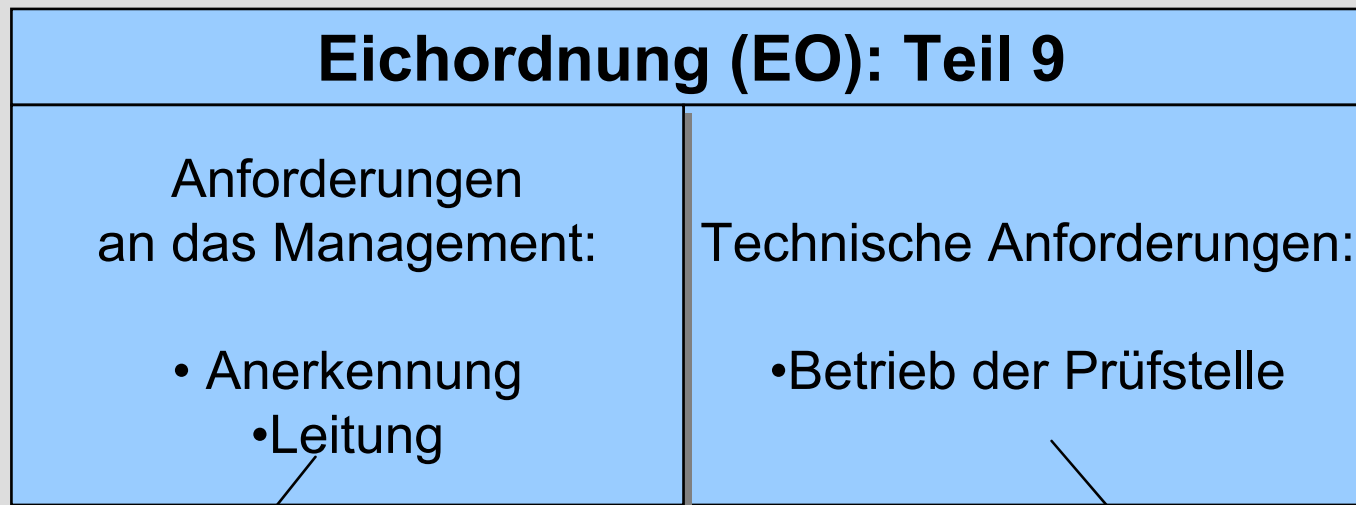 Eichordnung (EO): Teil 9
Anforderungen
an das Management:
• Anerkennung
•Leitung
Technische Anforderungen:
•Betrieb der Prüfstelle